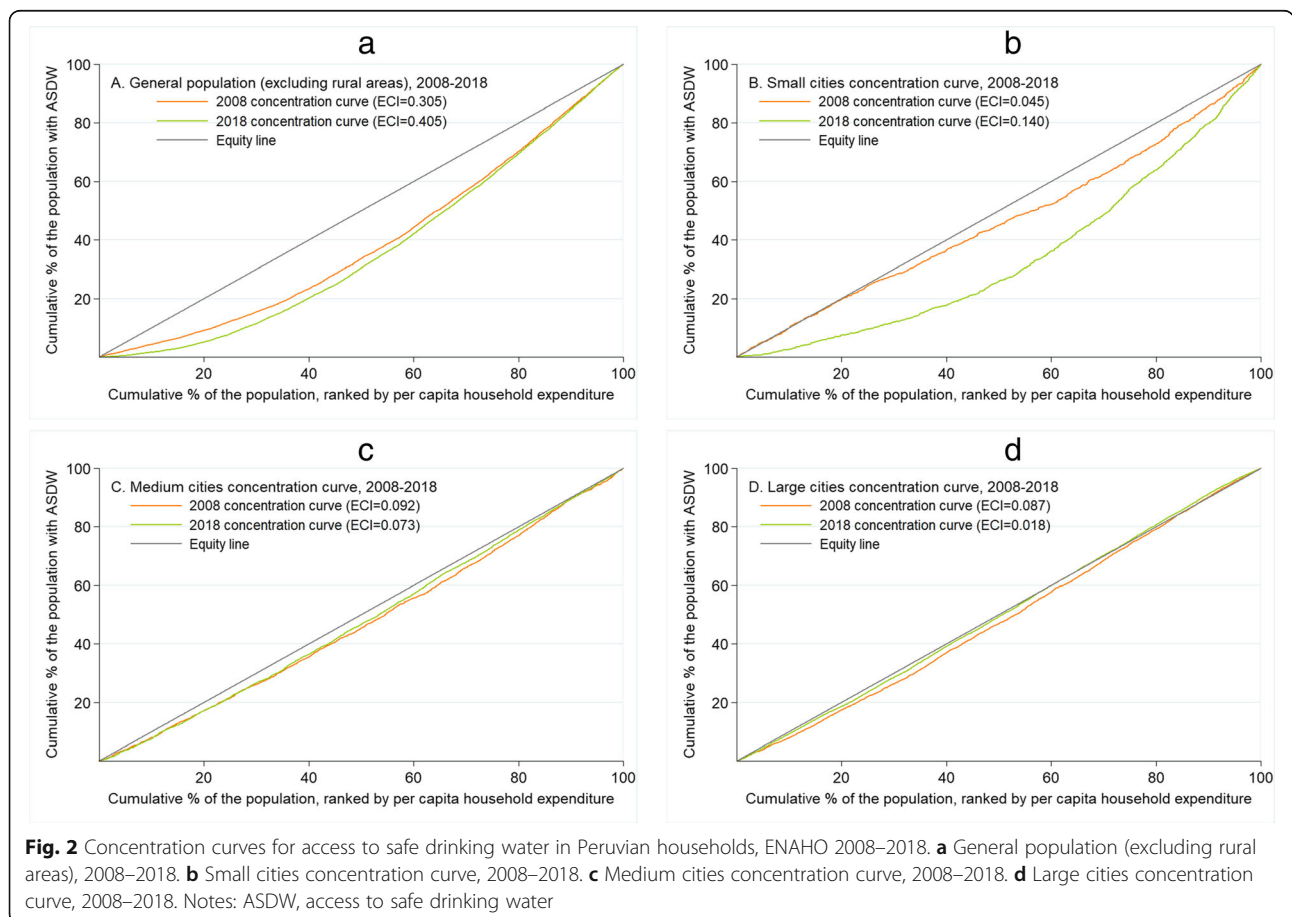 a
A. General population (excluding rural areas), 2008-2018
2008 concentration curve (ECI=0.305)
2018 concentration curve (ECI=0.405)
Equity line
Cumulative % of the population with ASDW
100
80
60
40
20
20 40 60 80 100
Cumulative % of the population, ranked by per capita household expenditure
b
B. Small cities concentration curve, 2008-2018
2008 concentration curve (ECI=0.045)
2018 concentration curve (ECI=0.140)
Equity line
Cumulative % of the population with ASDW
100
80
60
40
20
20 40 60 80 100
Cumulative % of the population, ranked by per capita household expenditure
c
C. Medium cities concentration curve, 2008-2018
2008 concentration curve (ECI=0.092)
2018 concentration curve (ECI=0.073)
Equity line
Cumulative % of the population with ASDW
100
80
60
40
20
20 40 60 80 100
Cumulative % of the population, ranked by per capita household expenditure
d
D. Large cities concentration curve, 2008-2018
2008 concentration curve (ECI=0.087)
2018 concentration curve (ECI=0.018)
Equity line
Cumulative % of the population with ASDW
100
80
60
40
20
20 40 60 80 100
Cumulative % of the population, ranked by per capita household expenditure
Fig. 2 Concentration curves for access to safe drinking water in Peruvian households, ENAHO 2008–2018. a General population (excluding rural
areas), 2008–2018. b Small cities concentration curve, 2008–2018. c Medium cities concentration curve, 2008–2018. d Large cities concentration
curve, 2008–2018. Notes: ASDW, access to safe drinking water